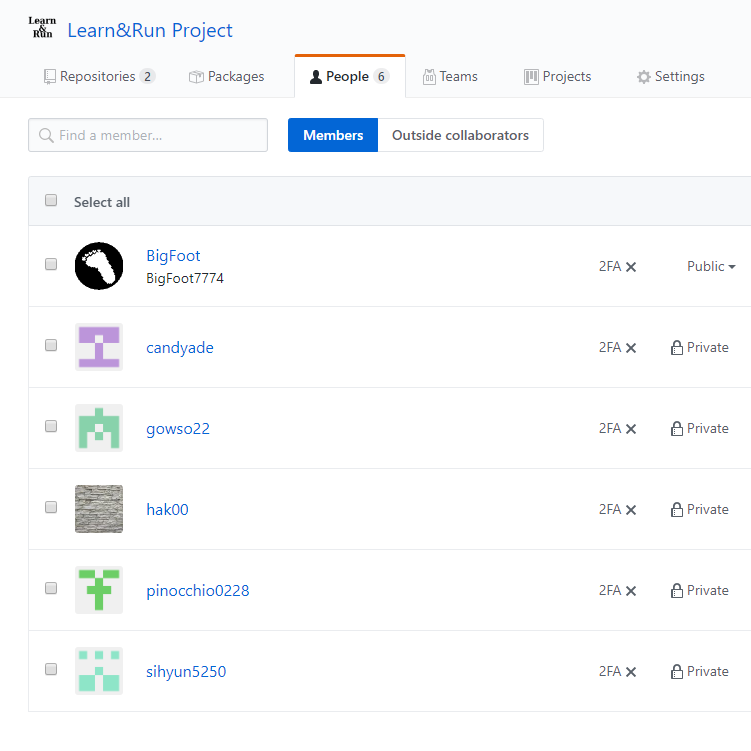 Learn
&
Run
Learn&Run Project
Repositories 2 Packages People 6 Teams Projects Settings
Find a member... Members Outside collaborators
Select all
BigFoot
BigFoot7774
2FA Public
candyade 2FA Private
gowso22 2FA Private
hak00 2FA Private
pinocchio0228 2FA Private
sihyun5250 2FA Private